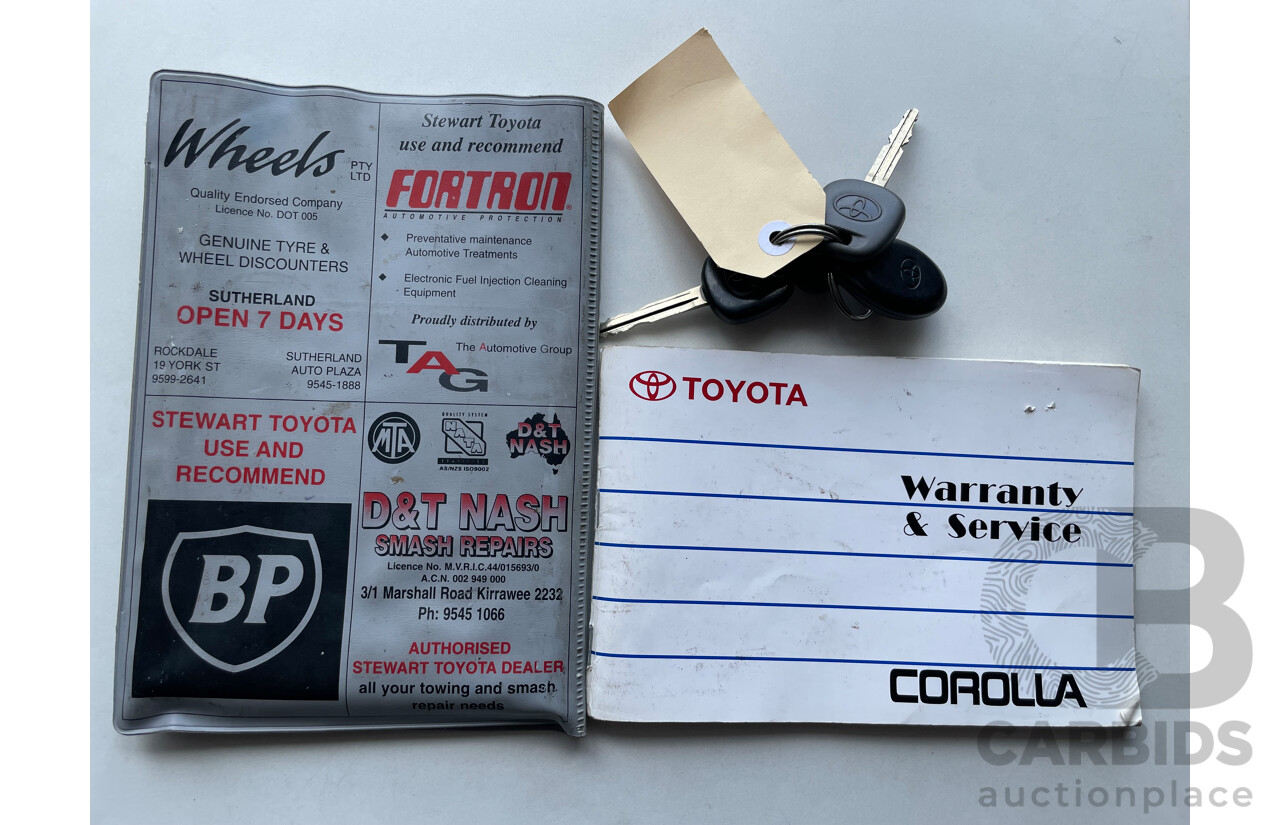 Wheels PTY
LTD
Quality Endorsed Company
Licence No. DOT 005
GENUINE TYRE &
WHEEL DISCOUNTERS
SUTHERLAND
OPEN 7 DAYS
ROCKDALE
19 YORK ST
9599-2641
SUTHERLAND
AUTO PLAZA
9545-1888
Stewart Toyota
use and recommend
FORTRON
AUTOMOTIVE PROTECTION
Preventative maintenance
Automotive Treatments
Electronic Fuel Injection Cleaning
Equipment
Proudly distributed by
TAG The Automotive Group
STEWART TOYOTA
USE AND
RECOMMEND
BP
MTA
QUALITY SYSTEM
NATA
AS/NZS ISO9002
D&T
NASH
D&T NASH
SMASH REPAIRS
Licence No. M.V.R.I.C.44/015693/0
A.C.N. 002 949 000
3/1 Marshall Road Kirrawee 2232
Ph: 9545 1066
AUTHORISED
STEWART TOYOTA DEALER
all your towing and smash
repair needs
TOYOTA
Warranty
& Service
COROLLA
CB
CARBIDS
auctionplace